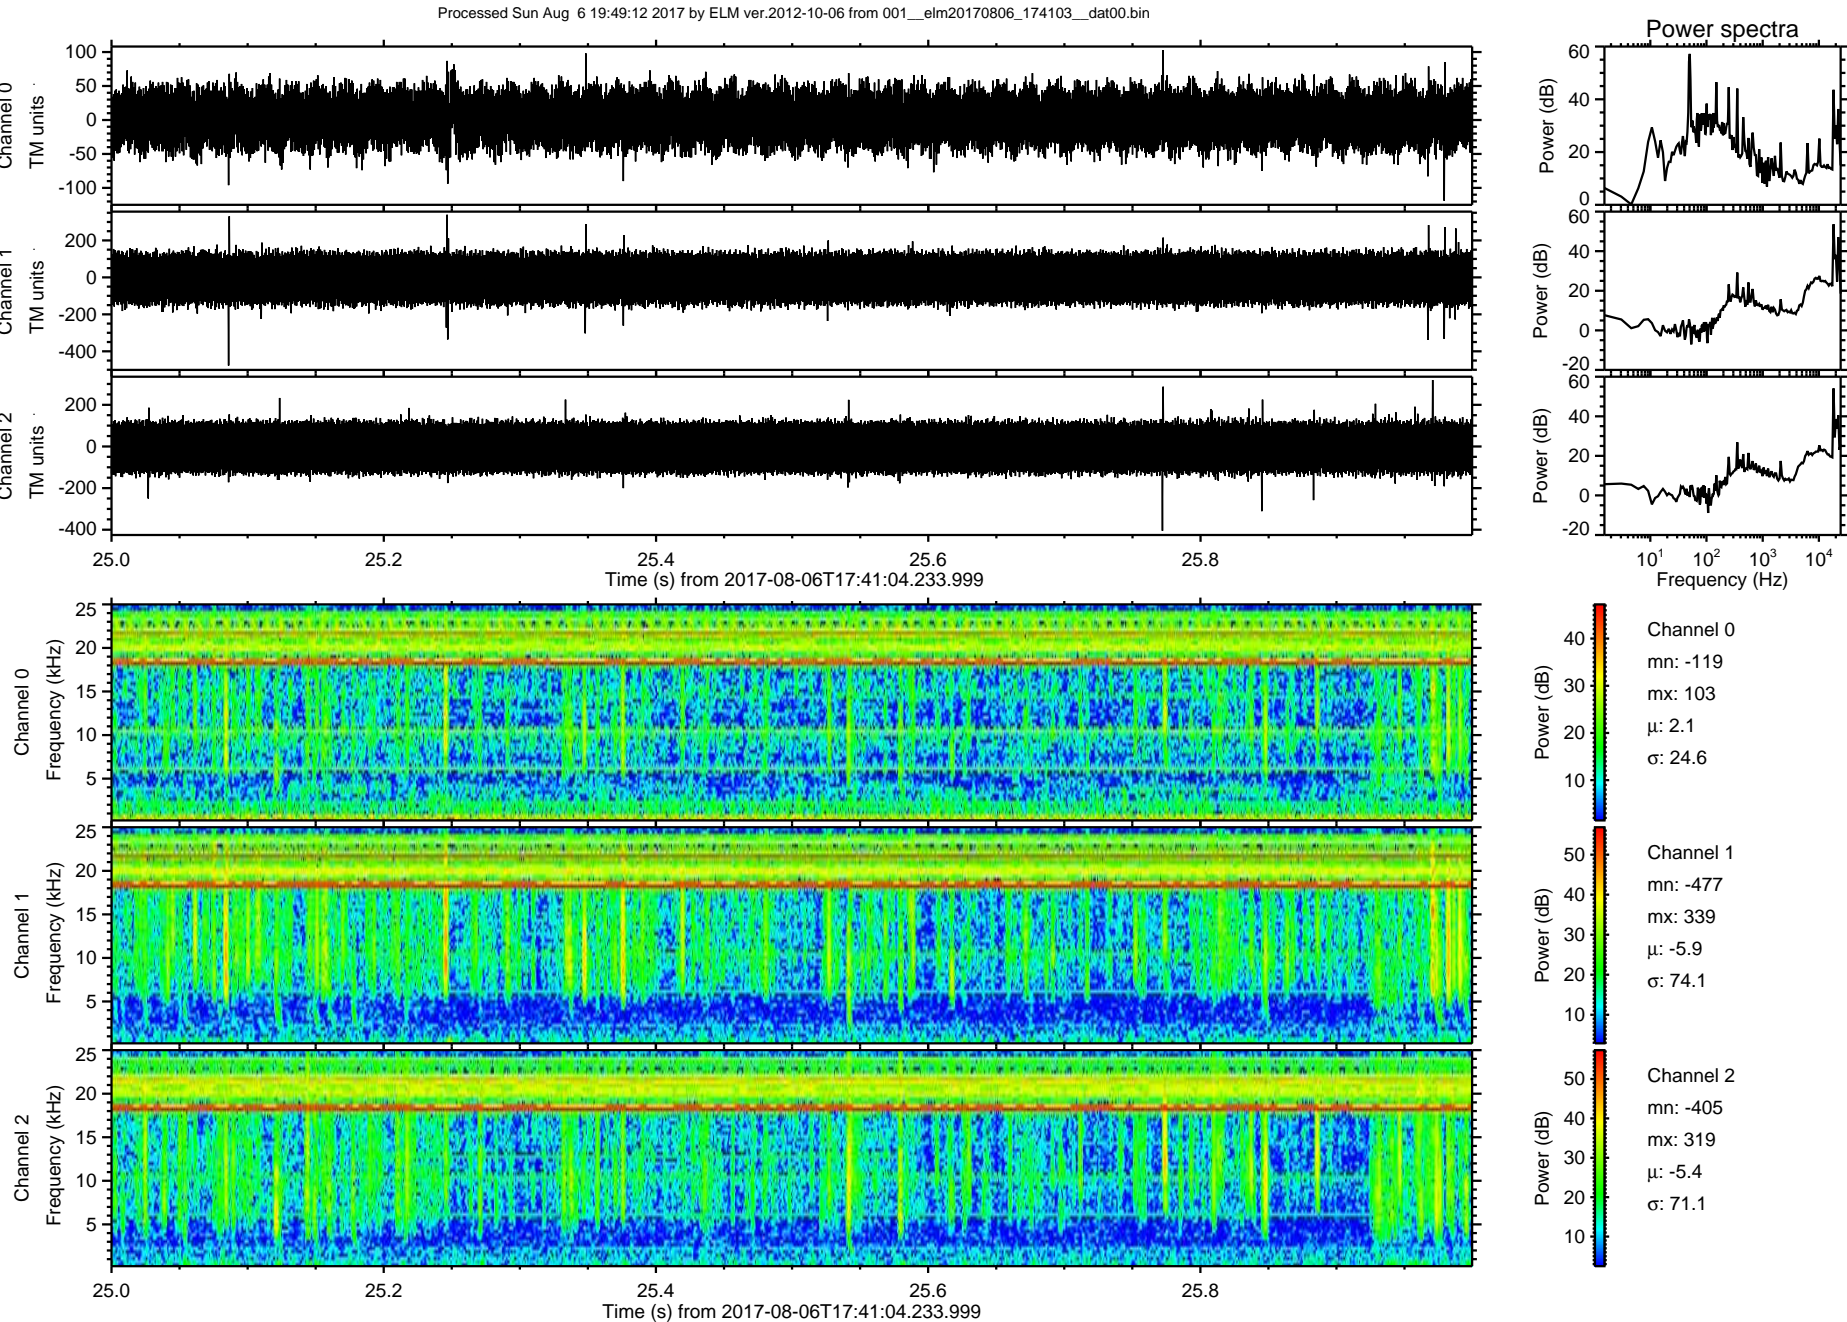 Processed Sun Aug 6 19:49:12 2017 by ELM ver.2012-10-06 from 001__elm20170806_174103__dat00.bin
Power spectra
Channel 0
TM units
100
50
0
-50
-100
Power (dB)
60
40
20
0
Channel 1
TM units
200
0
-200
-400
Power (dB)
60
40
20
0
-20
Channel 2
TM units
200
0
-200
-400
Power (dB)
60
40
20
0
-20
25.0 25.2 25.4 25.6 25.8
Time (s) from 2017-08-06T17:41:04.233.999
10^1 10^2 10^3 10^4
Frequency (Hz)
Channel 0
Frequency (kHz)
25
20
15
10
5
Power (dB)
40
30
20
10
Channel 0
mn: -119
mx: 103
μ: 2.1
σ: 24.6
Channel 1
Frequency (kHz)
25
20
15
10
5
Power (dB)
50
40
30
20
10
Channel 1
mn: -477
mx: 339
μ: -5.9
σ: 74.1
Channel 2
Frequency (kHz)
25
20
15
10
5
Power (dB)
50
40
30
20
10
Channel 2
mn: -405
mx: 319
μ: -5.4
σ: 71.1
25.0 25.2 25.4 25.6 25.8
Time (s) from 2017-08-06T17:41:04.233.999